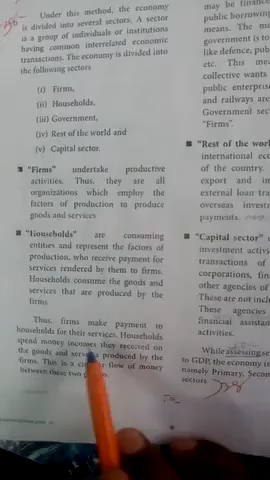 Under this method, the economy
is divided into several sectors. A sector
is a group of individuals or institutions
having common interrelated economic
transactions. The economy is divided into
the following sectors
(i) Firms,
(ii) Households,
(iii) Government,
(iv) Rest of the world and
(v) Capital sector.
"Firms" undertake productive
activities. Thus, they are all
organizations which employ the
factors of production to produce
goods and services
"Households" are consuming
entities and represent the factors of
production, who receive payment for
services rendered by them to firms.
Households consume the goods and
services that are produced by the
firms.
Thus, firms make payment to
households for their services. Households
spend money incomes they received on
the goods and services produced by the
firms. This is a flow of money
between these two
may be
public borrowing
means. The
government is to
like defence,
etc. This
collective wants
public enterprise
and railways are
Government sec
"Firms".
"Rest of the
international eco
of the country.
export and
external loan tra
overseas
payments.
"Capital sector"
investment activi
transactions of
corporations, fin
other agencies of
These are not
These agencies
financial assistan
activities.
While assessing se
to GDP, the economy is
namely Primary, Secon
sectors.